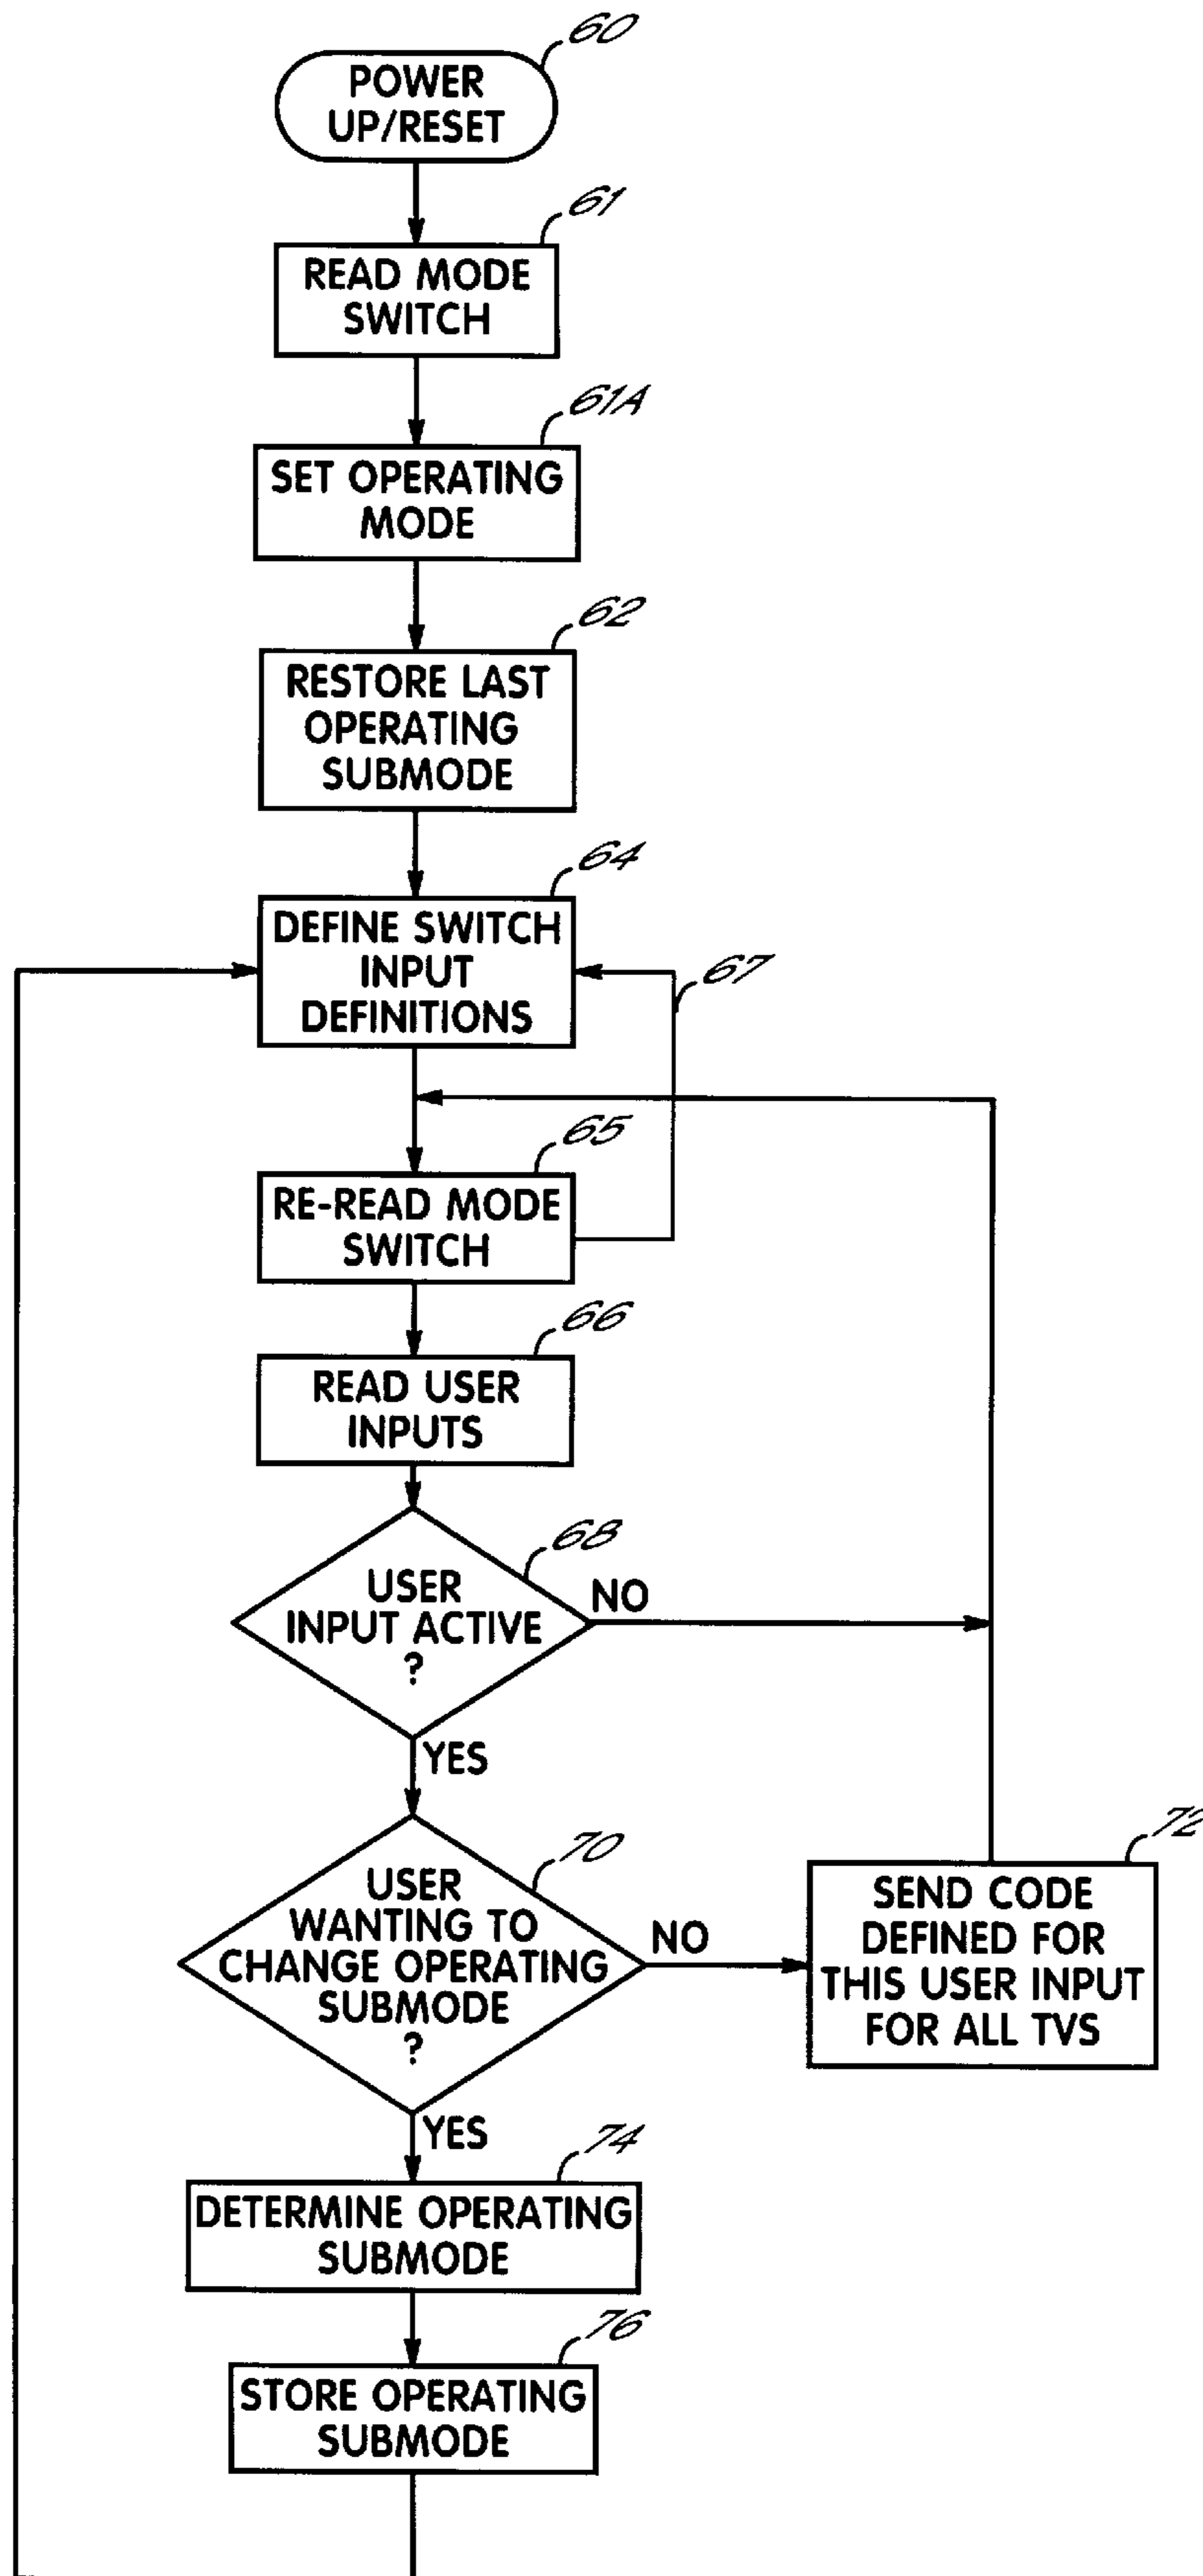 60
POWER
UP/RESET
61
READ MODE
SWITCH
61A
SET OPERATING
MODE
62
RESTORE LAST
OPERATING
SUBMODE
64
DEFINE SWITCH
INPUT
DEFINITIONS
67
65
RE-READ MODE
SWITCH
66
READ USER
INPUTS
68
USER
INPUT ACTIVE
?
NO
YES
70
USER
WANTING TO
CHANGE OPERATING
SUBMODE
?
NO
72
SEND CODE
DEFINED FOR
THIS USER INPUT
FOR ALL TVS
YES
74
DETERMINE OPERATING
SUBMODE
76
STORE OPERATING
SUBMODE